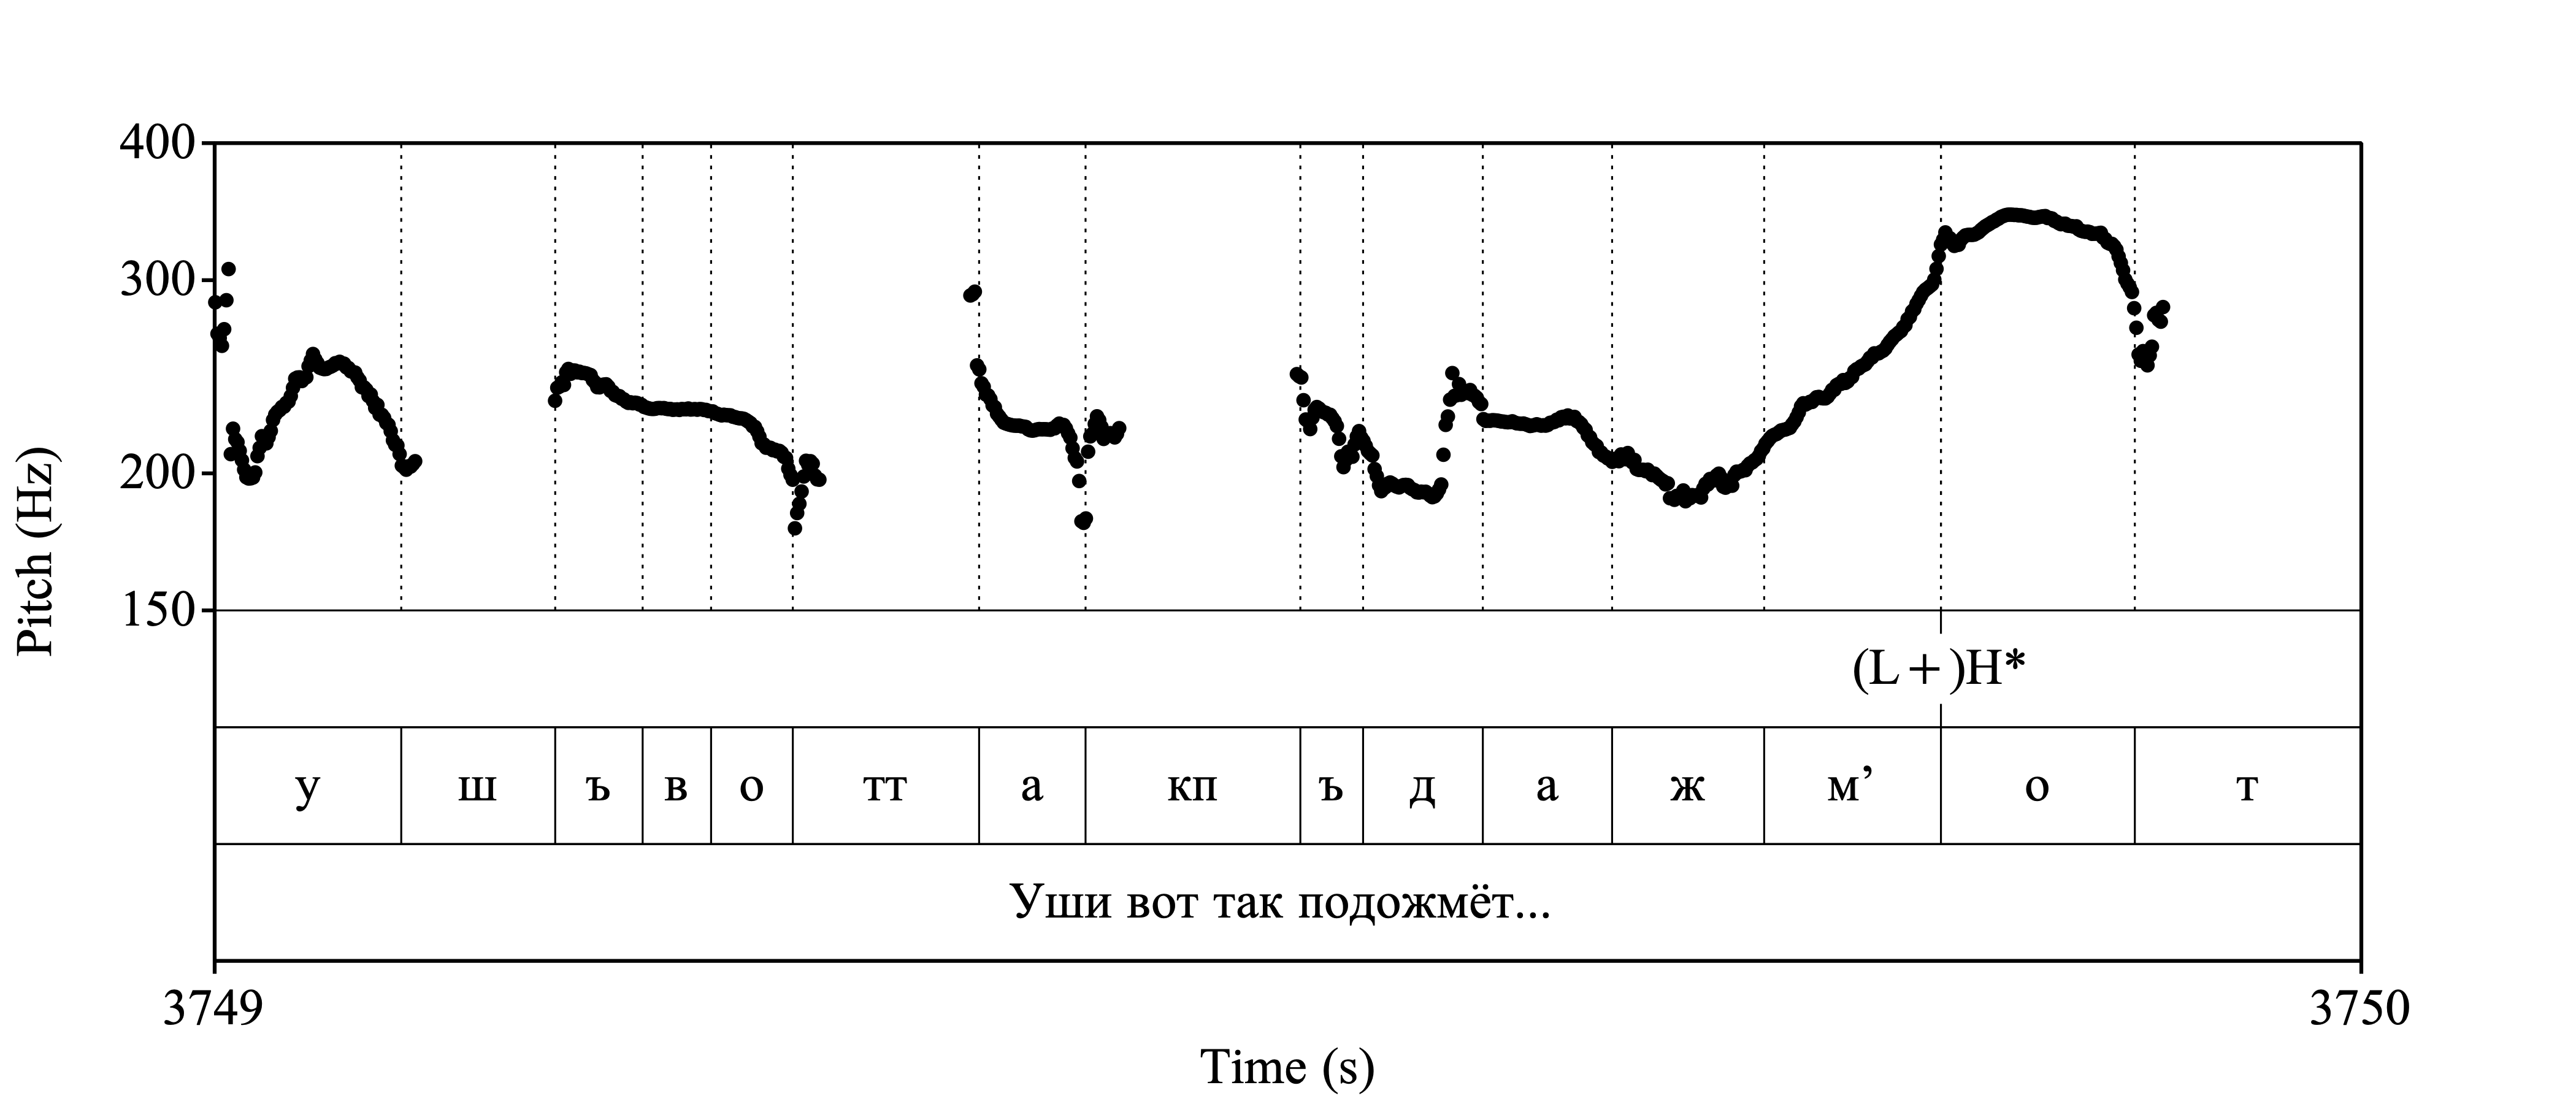 400
300
200
150
Pitch (Hz)
(L+)H*
у ш ъ в о тт а кп ъ д а ж м’ о т
Уши вот так подожмёт...
3749 3750
Time (s)